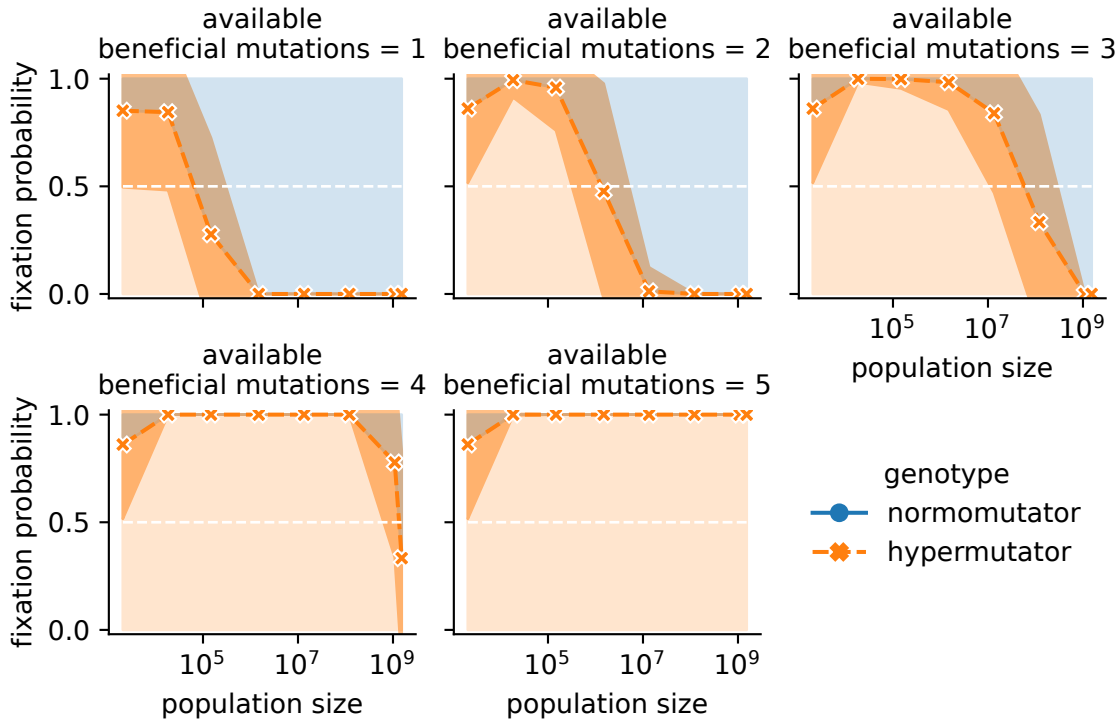 available
beneficial mutations = 1
available
beneficial mutations = 2
available
beneficial mutations = 3
fixation probability
1.0
0.5
0.0
10^5
10^7
10^9
population size
available
beneficial mutations = 4
available
beneficial mutations = 5
fixation probability
1.0
0.5
0.0
10^5
10^7
10^9
population size
10^5
10^7
10^9
population size
genotype
normomutator
hypermutator